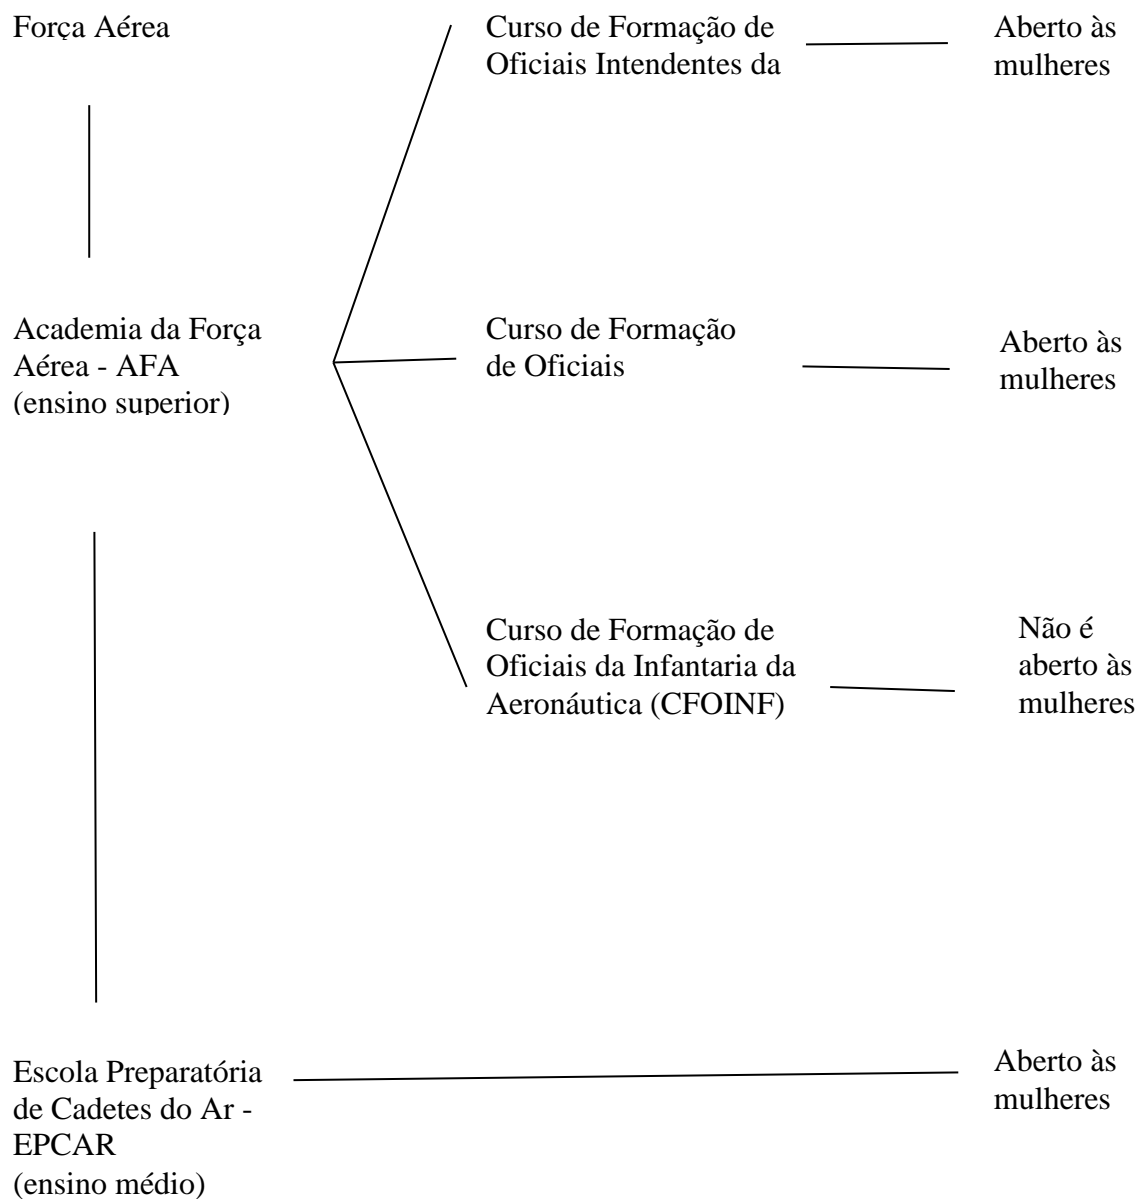 Força Aérea
Curso de Formação de
Oficiais Intendentes da
Aberto às
mulheres
Academia da Força
Aérea - AFA
(ensino superior)
Curso de Formação
de Oficiais
Aberto às
mulheres
Curso de Formação de
Oficiais da Infantaria da
Aeronáutica (CFOINF)
Não é
aberto às
mulheres
Escola Preparatória
de Cadetes do Ar -
EPCAR
(ensino médio)
Aberto às
mulheres